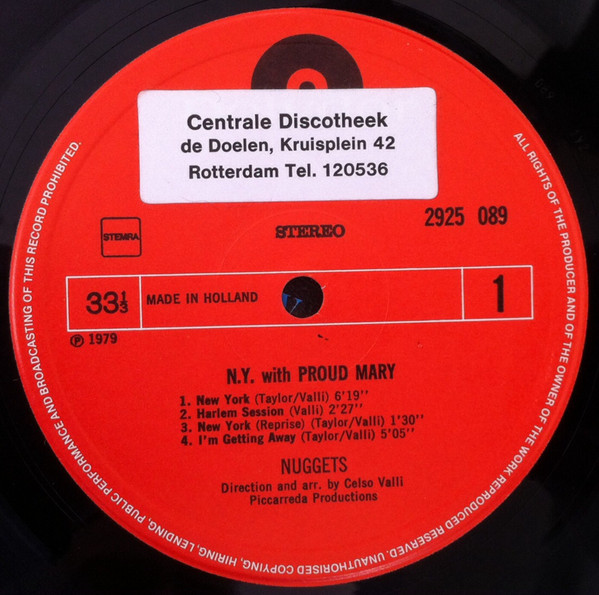 Centrale Discotheek
de Doelen, Kruisplein 42
Rotterdam Tel. 120536
STEMRA
STEREO
2925 089
33⅓
MADE IN HOLLAND
1
℗ 1979
N.Y. with PROUD MARY
1. New York (Taylor/Valli) 6'19''
2. Harlem Session (Valli) 2'27''
3. New York (Reprise) (Taylor/Valli) 1'30''
4. I'm Getting Away (Taylor/Valli) 5'05''
NUGGETS
Direction and arr. by Celso Valli
Piccarreda Productions
ALL RIGHTS OF THE PRODUCER AND OF THE OWNER OF THE WORK REPRODUCED RESERVED. UNAUTHORISED COPYING, HIRING, LENDING, PUBLIC PERFORMANCE AND BROADCASTING OF THIS RECORD PROHIBITED.